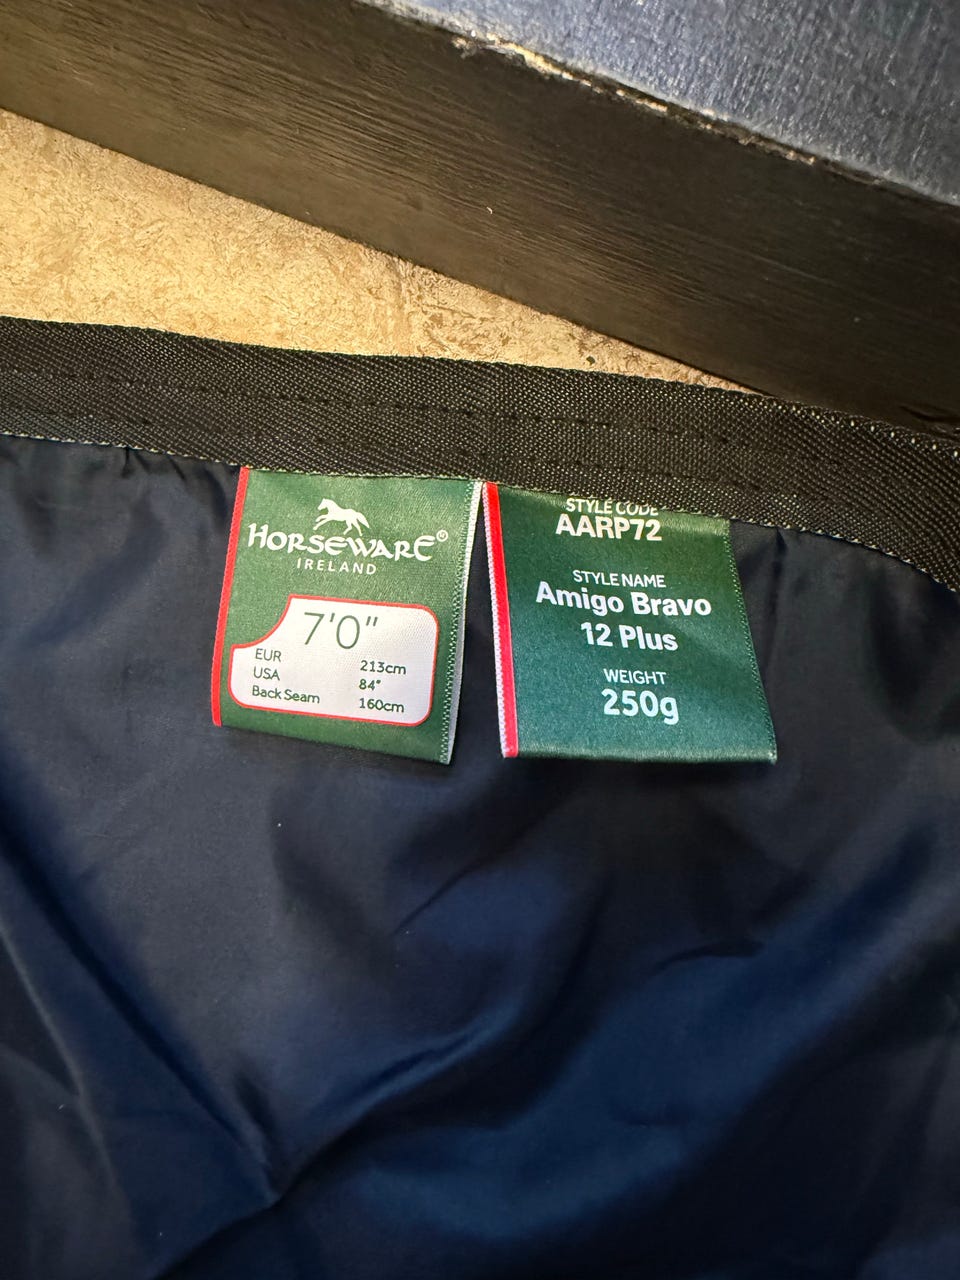 HORSEWARE®
IRELAND
7'0"
EUR 213cm
USA 84"
Back Seam 160cm
STYLE CODE
AARP72
STYLE NAME
Amigo Bravo
12 Plus
WEIGHT
250g